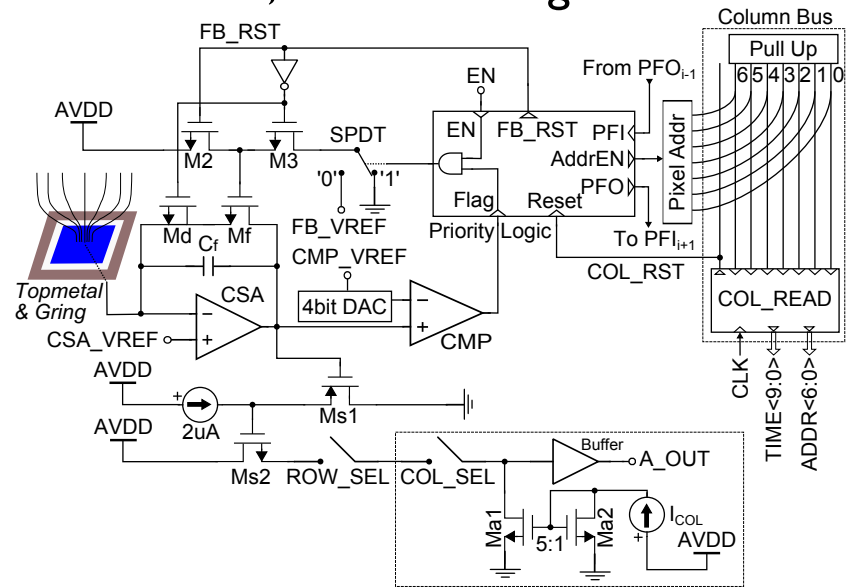 Column Bus
FB_RST
Pull Up
6 5 4 3 2 1 0
EN
From PFOi-1
AVDD
SPDT
EN
FB_RST
PFI
M2
M3
AddrEN
Pixel Addr
'0'
'1'
PFO
Flag
Reset
Md
Mf
FB_VREF
Priority Logic
To PFIi+1
Cf
CMP_VREF
COL_RST
Topmetal
& Gring
CSA
4bit DAC
COL_READ
CSA_VREF
CMP
AVDD
CLK
TIME<9:0>
ADDR<6:0>
2uA
Ms1
AVDD
Buffer
A_OUT
Ms2
ROW_SEL
COL_SEL
Ma1
5:1
Ma2
ICOL
AVDD